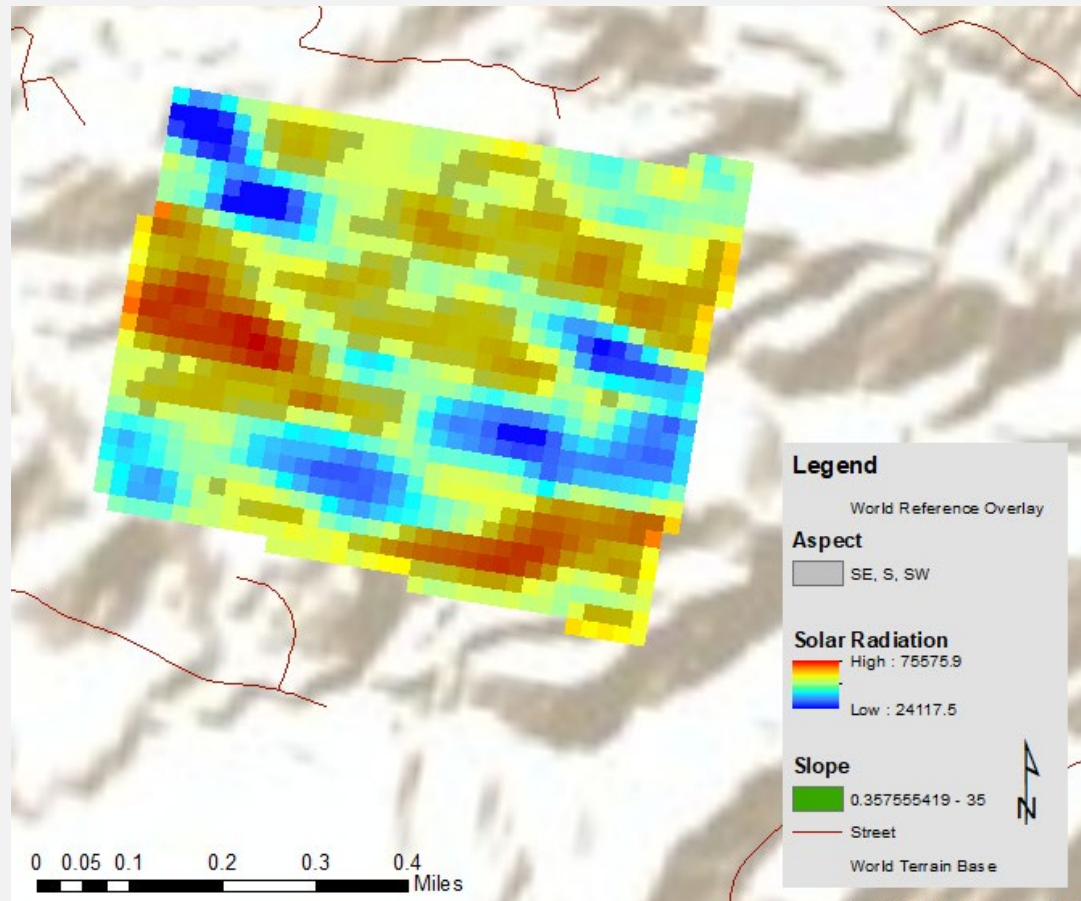 Legend
World Reference Overlay
Aspect
SE, S, SW
Solar Radiation
High : 75575.9
Low : 24117.5
Slope
0.357555419 - 35
Street
World Terrain Base
N
0 0.05 0.1 0.2 0.3 0.4
Miles